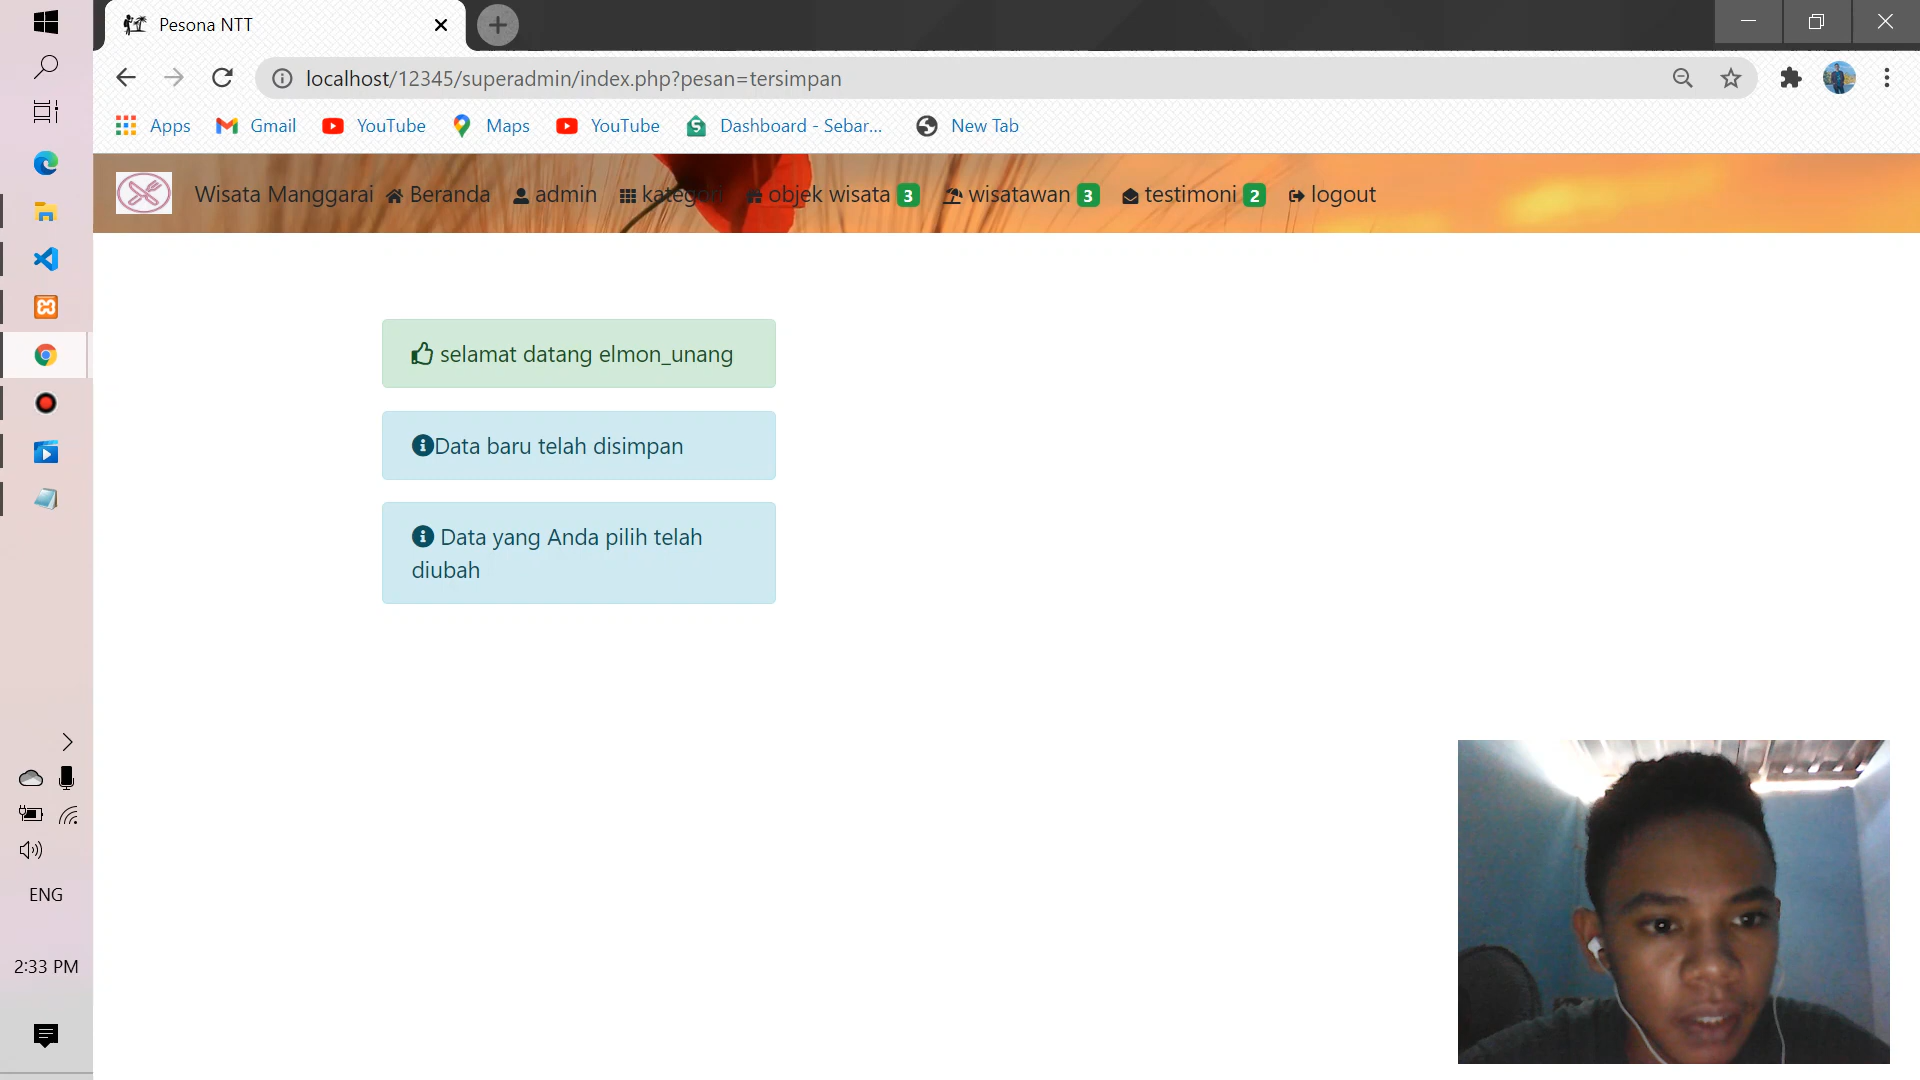 Pesona NTT
localhost/12345/superadmin/index.php?pesan=tersimpan
Apps Gmail YouTube Maps YouTube Dashboard - Sebar... New Tab
Wisata Manggarai Beranda admin kategori objek wisata 3 wisatawan 3 testimoni 2 logout
selamat datang elmon_unang
Data baru telah disimpan
Data yang Anda pilih telah
diubah
ENG
2:33 PM